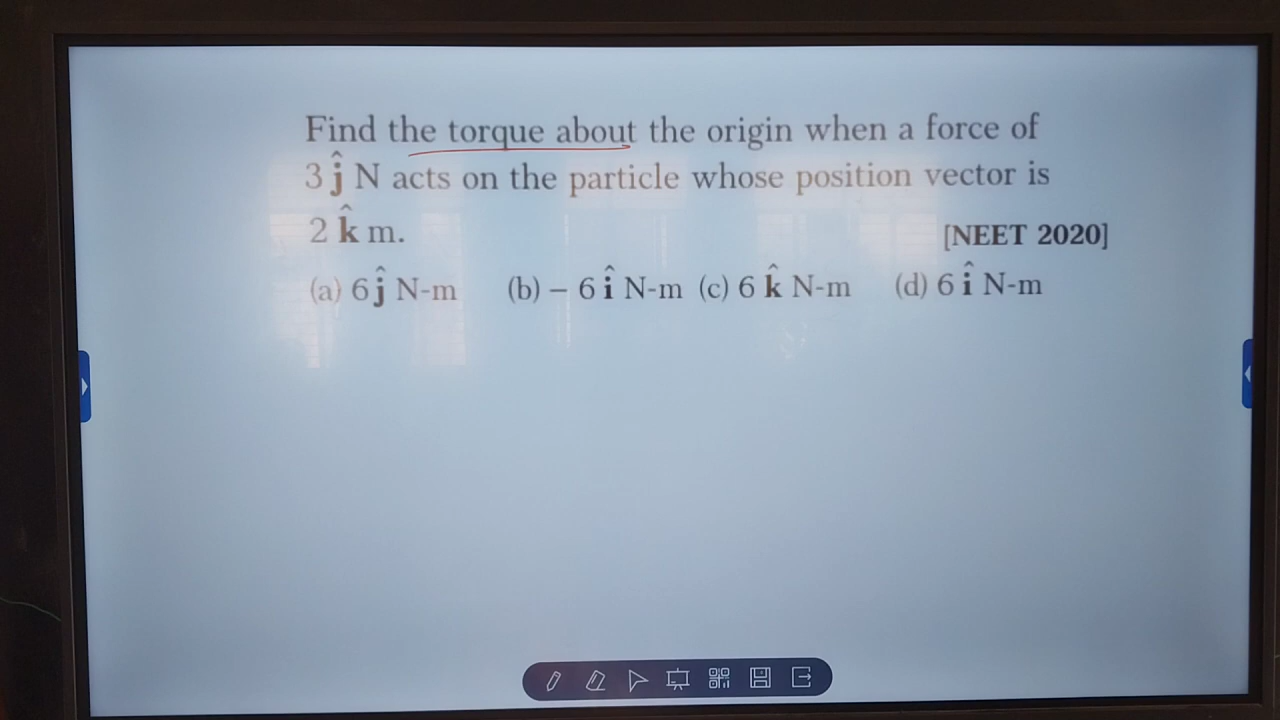 Find the torque about the origin when a force of
3 ĵ N acts on the particle whose position vector is
2 k̂ m. [NEET 2020]
(a) 6 ĵ N-m (b) – 6 î N-m (c) 6 k̂ N-m (d) 6 î N-m